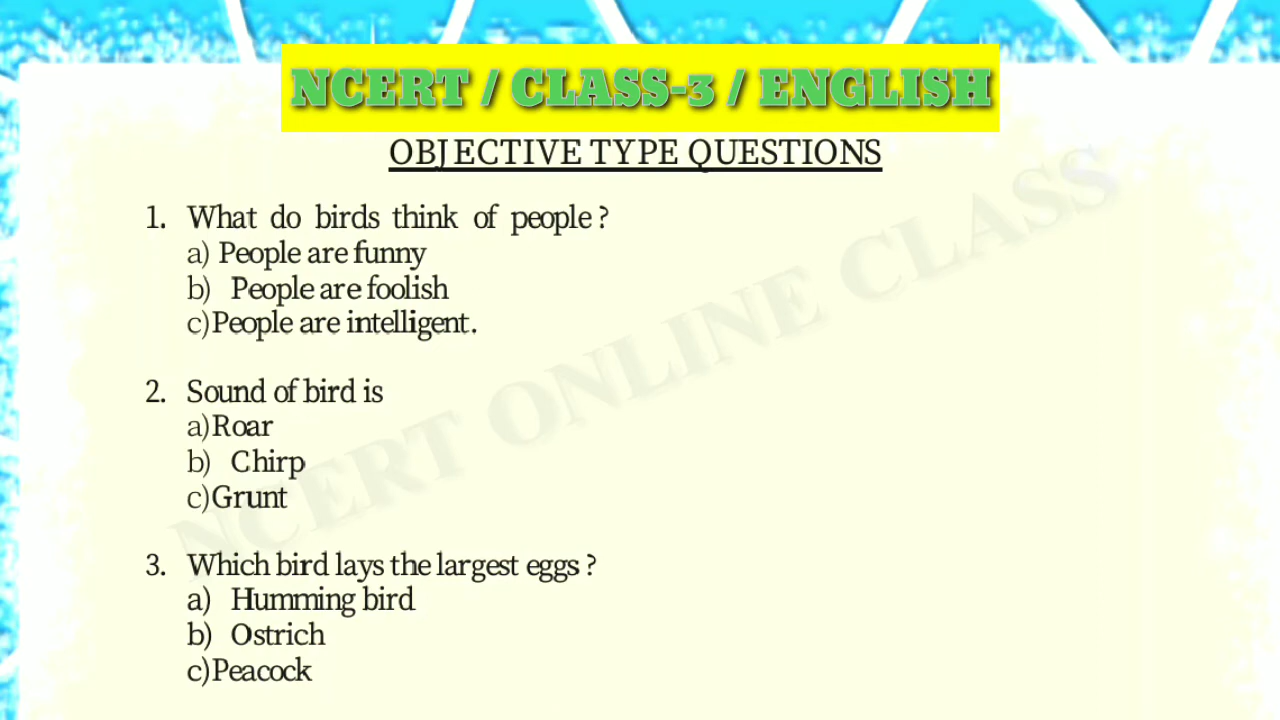 NCERT / CLASS-3 / ENGLISH
OBJECTIVE TYPE QUESTIONS
1. What do birds think of people ?
a) People are funny
b) People are foolish
c)People are intelligent.
2. Sound of bird is
a)Roar
b) Chirp
c)Grunt
3. Which bird lays the largest eggs ?
a) Humming bird
b) Ostrich
c)Peacock
NCERT ONLINE CLASS